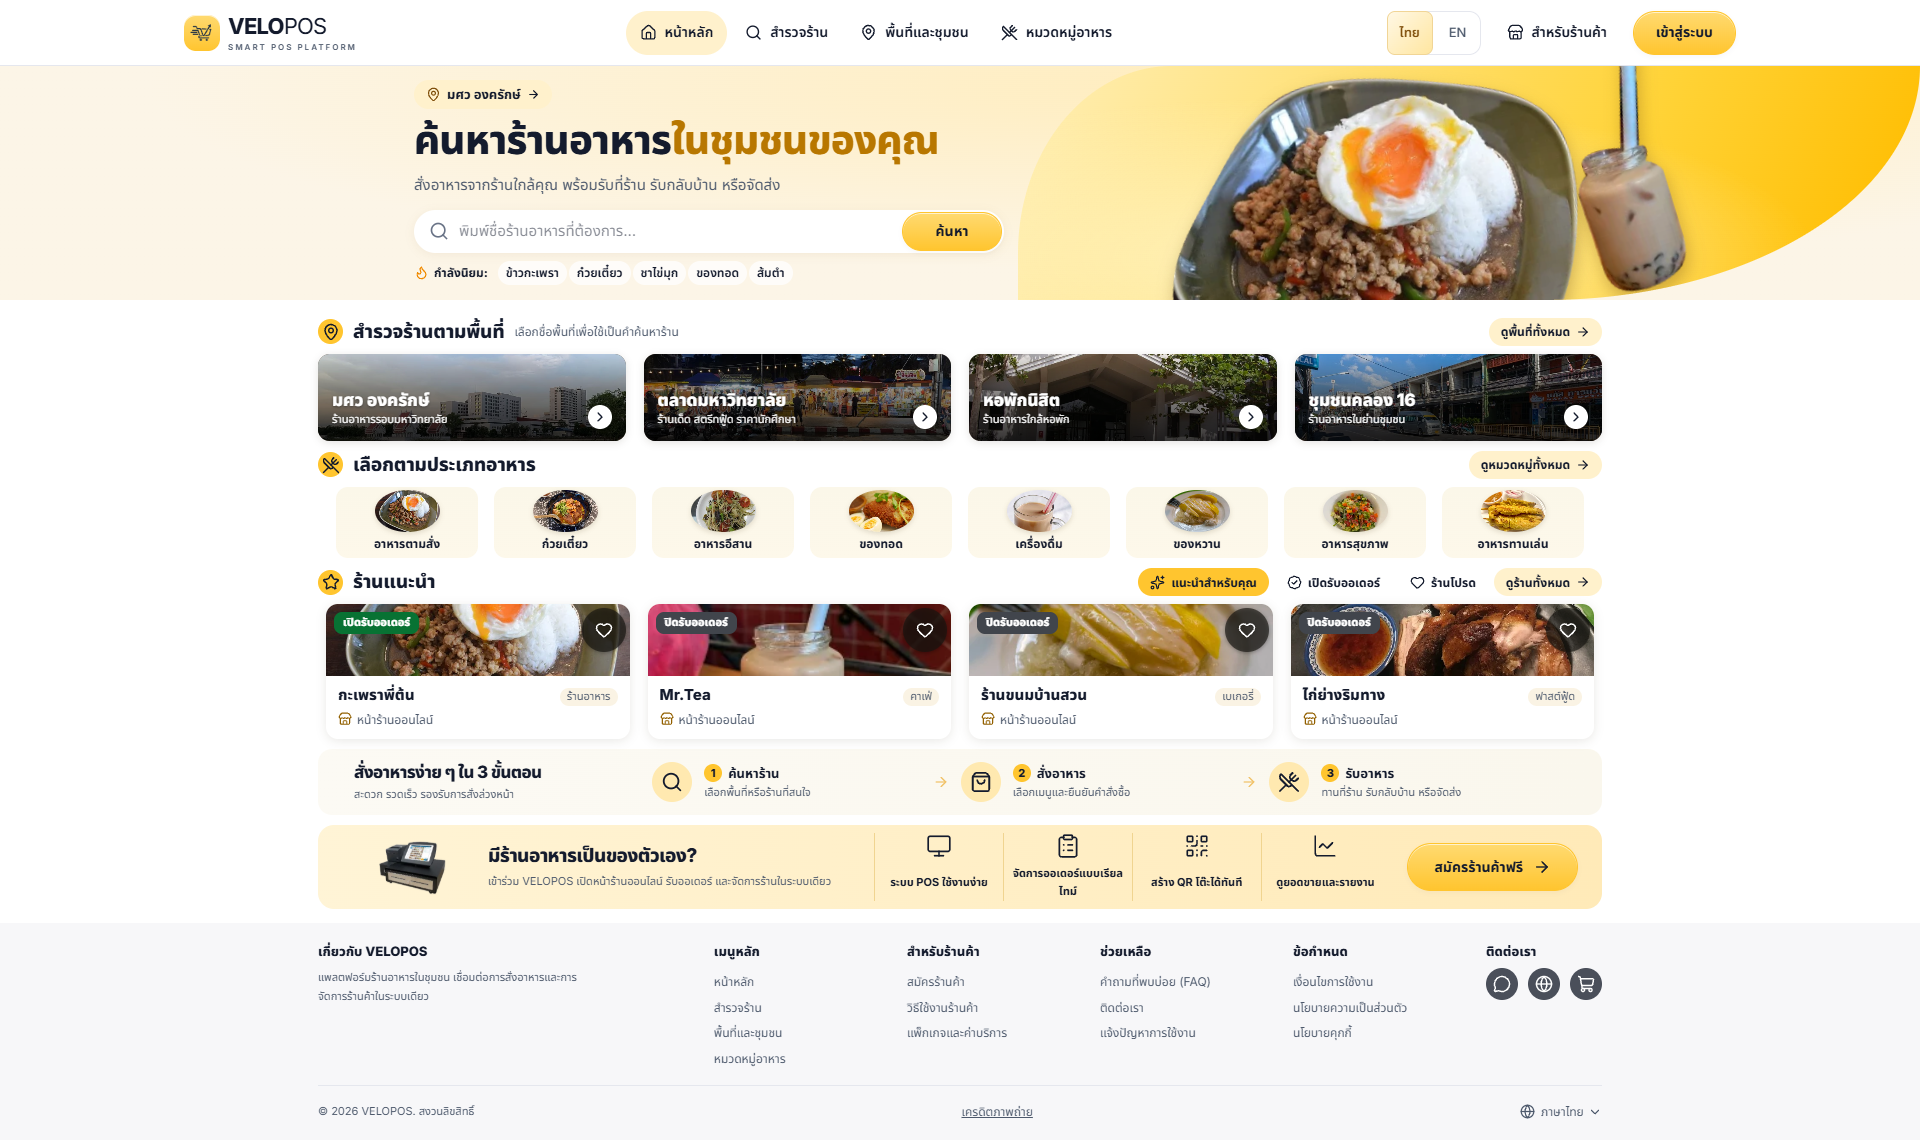 VELOPOS
SMART POS PLATFORM
หน้าหลัก
สำรวจร้าน
พื้นที่และชุมชน
หมวดหมู่อาหาร
ไทย
EN
สำหรับร้านค้า
เข้าสู่ระบบ
มศว องครักษ์
ค้นหาร้านอาหารในชุมชนของคุณ
สั่งอาหารจากร้านใกล้คุณ พร้อมรับที่ร้าน รับกลับบ้าน หรือจัดส่ง
พิมพ์ชื่อร้านอาหารที่ต้องการ...
ค้นหา
กำลังนิยม:
ข้าวกะเพรา
ก๋วยเตี๋ยว
ชาไข่มุก
ของทอด
ส้มตำ
สำรวจร้านตามพื้นที่
เลือกชื่อพื้นที่เพื่อใช้เป็นคำค้นหาร้าน
ดูพื้นที่ทั้งหมด
มศว องครักษ์
ร้านอาหารรอบมหาวิทยาลัย
ตลาดมหาวิทยาลัย
ร้านเด็ด สตรีทฟู้ด ราคานักศึกษา
หอพักนิสิต
ร้านอาหารใกล้หอพัก
ชุมชนคลอง 16
ร้านอาหารในย่านชุมชน
เลือกตามประเภทอาหาร
ดูหมวดหมู่ทั้งหมด
อาหารตามสั่ง
ก๋วยเตี๋ยว
อาหารอีสาน
ของทอด
เครื่องดื่ม
ของหวาน
อาหารสุขภาพ
อาหารทานเล่น
ร้านแนะนำ
แนะนำสำหรับคุณ
เปิดรับออเดอร์
ร้านโปรด
ดูร้านทั้งหมด
เปิดรับออเดอร์
กะเพราพี่ต้น
ร้านอาหาร
หน้าร้านออนไลน์
ปิดรับออเดอร์
Mr.Tea
คาเฟ่
หน้าร้านออนไลน์
ปิดรับออเดอร์
ร้านขนมบ้านสวน
เบเกอรี่
หน้าร้านออนไลน์
ปิดรับออเดอร์
ไก่ย่างริมทาง
ฟาสต์ฟู้ด
หน้าร้านออนไลน์
สั่งอาหารง่าย ๆ ใน 3 ขั้นตอน
สะดวก รวดเร็ว รองรับการสั่งล่วงหน้า
1 ค้นหาร้าน
เลือกพื้นที่หรือร้านที่สนใจ
2 สั่งอาหาร
เลือกเมนูและยืนยันคำสั่งซื้อ
3 รับอาหาร
ทานที่ร้าน รับกลับบ้าน หรือจัดส่ง
มีร้านอาหารเป็นของตัวเอง?
เข้าร่วม VELOPOS เปิดหน้าร้านออนไลน์ รับออเดอร์ และจัดการร้านในระบบเดียว
ระบบ POS ใช้งานง่าย
จัดการออเดอร์แบบเรียล
ไทม์
สร้าง QR โต๊ะได้ทันที
ดูยอดขายและรายงาน
สมัครร้านค้าฟรี
เกี่ยวกับ VELOPOS
แพลตฟอร์มร้านอาหารในชุมชน เชื่อมต่อการสั่งอาหารและการ
จัดการร้านค้าในระบบเดียว
เมนูหลัก
หน้าหลัก
สำรวจร้าน
พื้นที่และชุมชน
หมวดหมู่อาหาร
สำหรับร้านค้า
สมัครร้านค้า
วิธีใช้งานร้านค้า
แพ็กเกจและค่าบริการ
ช่วยเหลือ
คำถามที่พบบ่อย (FAQ)
ติดต่อเรา
แจ้งปัญหาการใช้งาน
ข้อกำหนด
เงื่อนไขการใช้งาน
นโยบายความเป็นส่วนตัว
นโยบายคุกกี้
ติดต่อเรา
© 2026 VELOPOS. สงวนลิขสิทธิ์
เครดิตภาพถ่าย
ภาษาไทย